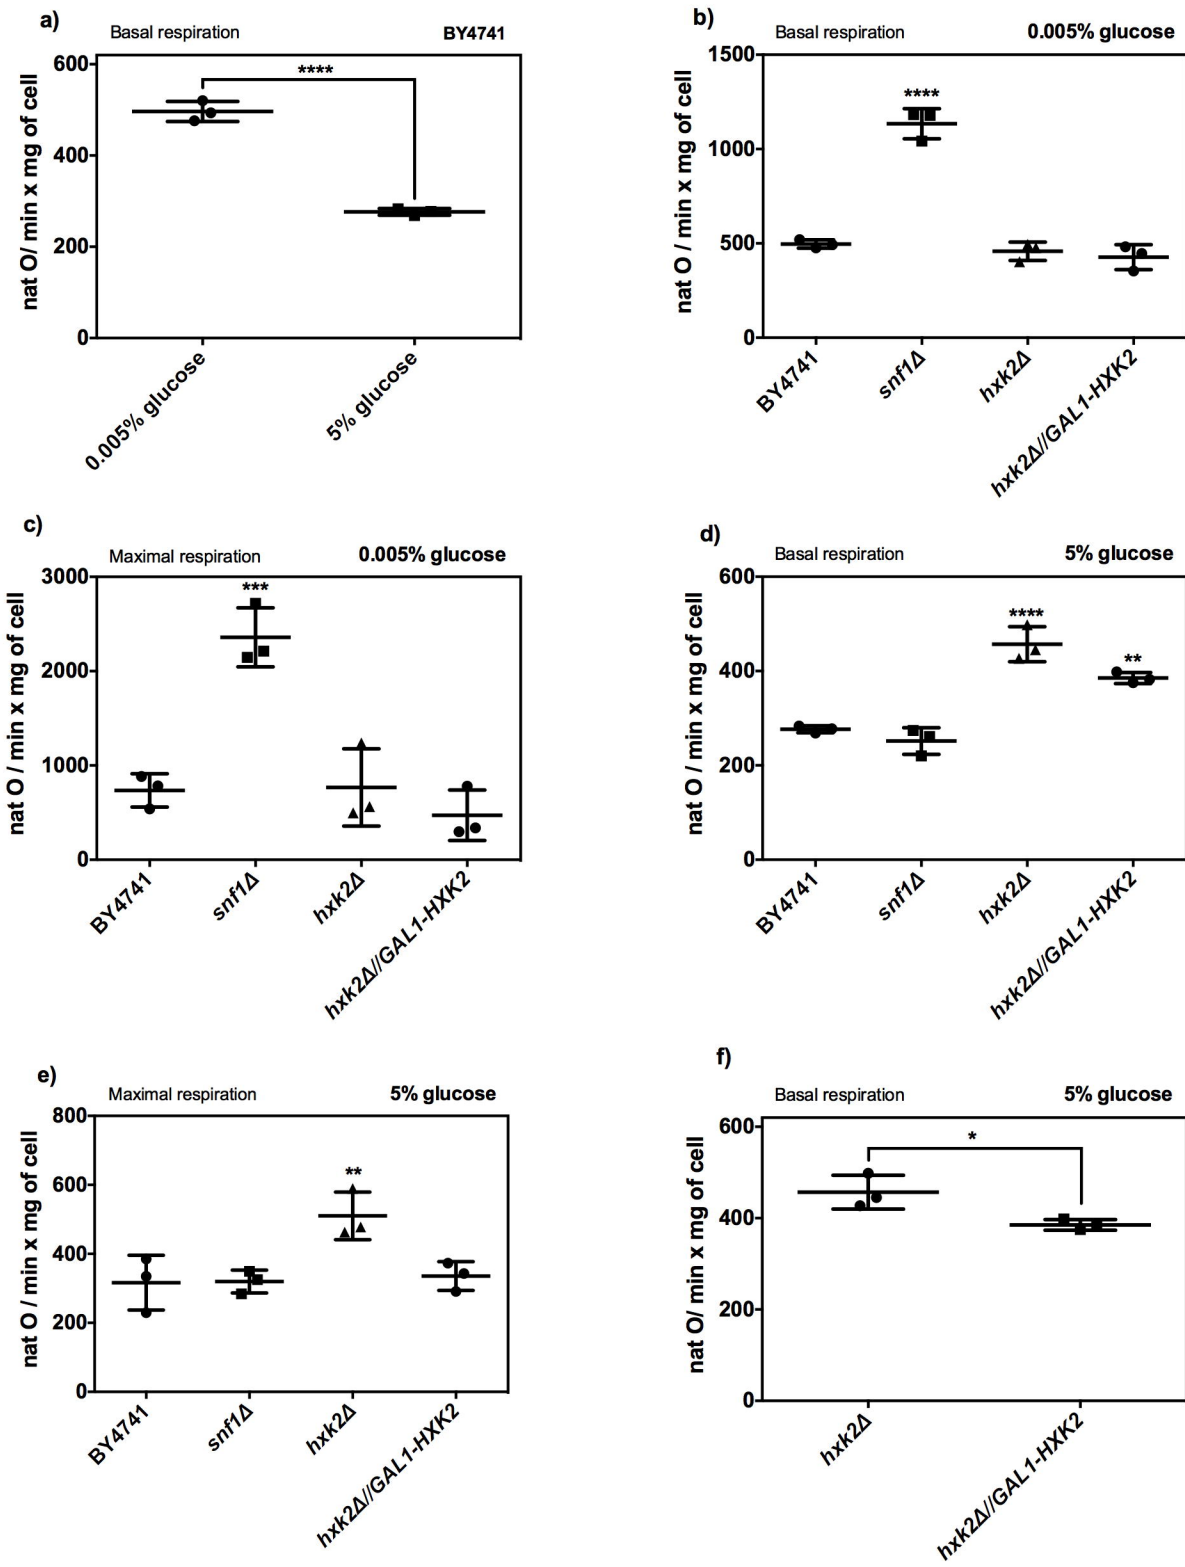 a)
Basal respiration
BY4741
nat O/ min x mg of cell
600
400
200
0
****
0.005% glucose
5% glucose
b)
Basal respiration
0.005% glucose
nat O / min x mg of cell
1500
1000
500
0
****
BY4741
snf1Δ
hxk2Δ
hxk2Δ//GAL1-HXK2
c)
Maximal respiration
0.005% glucose
nat O / min x mg of cell
3000
2000
1000
0
***
BY4741
snf1Δ
hxk2Δ
hxk2Δ//GAL1-HXK2
d)
Basal respiration
5% glucose
nat O / min x mg of cell
600
400
200
0
****
**
BY4741
snf1Δ
hxk2Δ
hxk2Δ//GAL1-HXK2
e)
Maximal respiration
5% glucose
nat O / min x mg of cell
800
600
400
200
0
**
BY4741
snf1Δ
hxk2Δ
hxk2Δ//GAL1-HXK2
f)
Basal respiration
5% glucose
nat O/ min x mg of cell
600
400
200
0
*
hxk2Δ
hxk2Δ//GAL1-HXK2